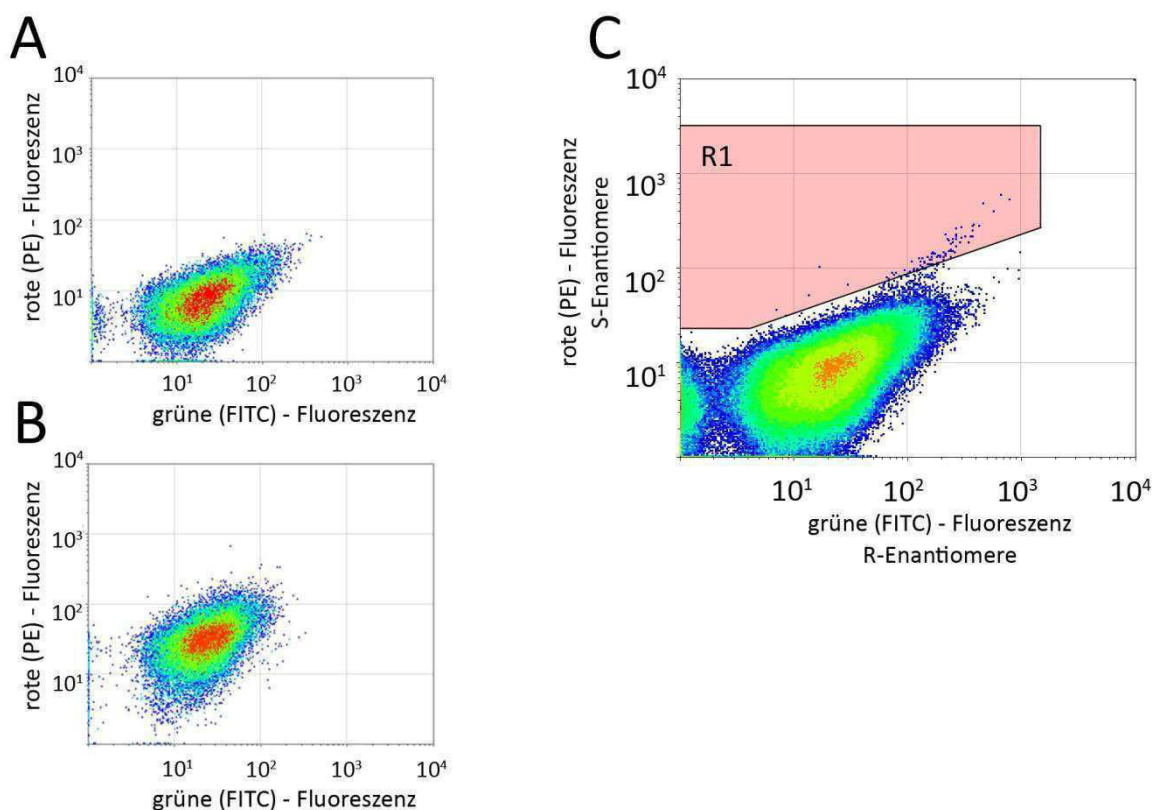 A
10⁴
10³
10²
10¹
rote (PE) - Fluoreszenz
10¹ 10² 10³ 10⁴
grüne (FITC) - Fluoreszenz
B
10⁴
10³
10²
10¹
rote (PE) - Fluoreszenz
10¹ 10² 10³ 10⁴
grüne (FITC) - Fluoreszenz
C
10⁴
10³
10²
10¹
rote (PE) - Fluoreszenz
S-Enantiomere
R1
10¹ 10² 10³ 10⁴
grüne (FITC) - Fluoreszenz
R-Enantiomere